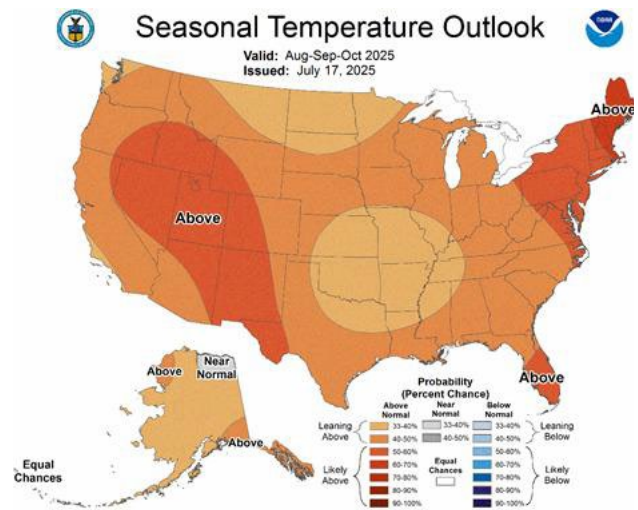 Seasonal Temperature Outlook
Valid: Aug-Sep-Oct 2025
Issued: July 17, 2025
NOAA
Above
Above
Above
Above
Near
Normal
Above
Equal
Chances
Probability
(Percent Chance)
Above
Normal
Near
Normal
Below
Normal
Leaning
Above
33-40%
33-40%
33-40%
Leaning
Below
40-50%
40-50%
40-50%
Likely
Above
50-60%
Equal
Chances
50-60%
Likely
Below
60-70%
60-70%
70-80%
70-80%
80-90%
80-90%
90-100%
90-100%